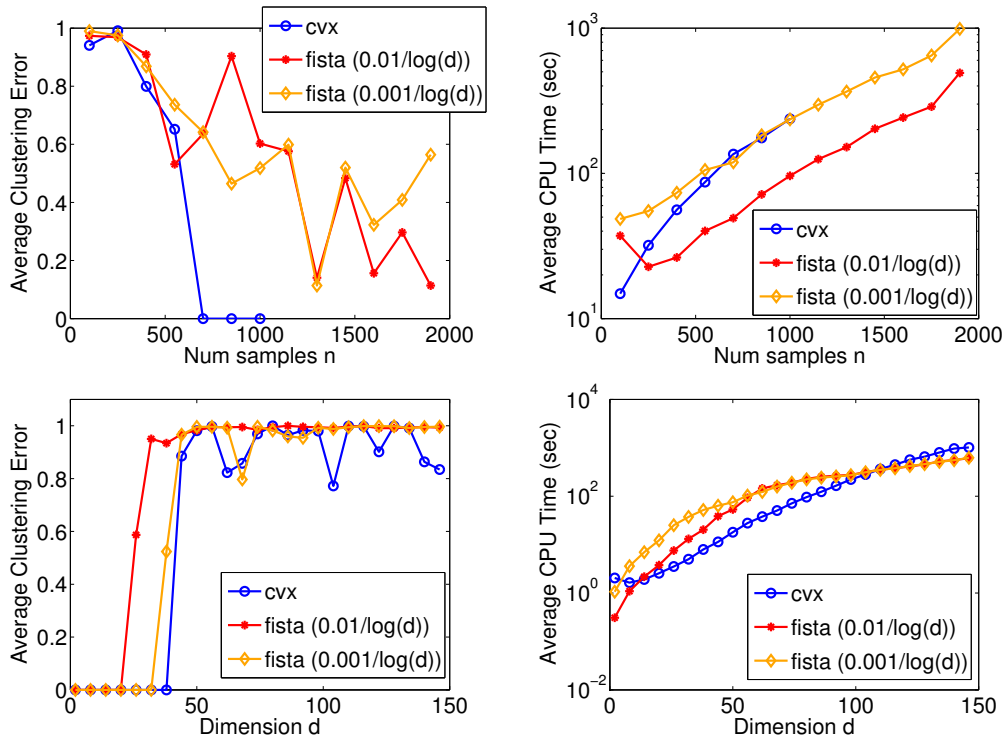 1
0.8
0.6
0.4
0.2
0
0 500 1000 1500 2000
Average Clustering Error
Num samples n
cvx
fista (0.01/log(d))
fista (0.001/log(d))
10^3
10^2
10^1
0 500 1000 1500 2000
Average CPU Time (sec)
Num samples n
cvx
fista (0.01/log(d))
fista (0.001/log(d))
1
0.8
0.6
0.4
0.2
0
0 50 100 150
Average Clustering Error
Dimension d
cvx
fista (0.01/log(d))
fista (0.001/log(d))
10^4
10^2
10^0
10^−2
0 50 100 150
Average CPU Time (sec)
Dimension d
cvx
fista (0.01/log(d))
fista (0.001/log(d))